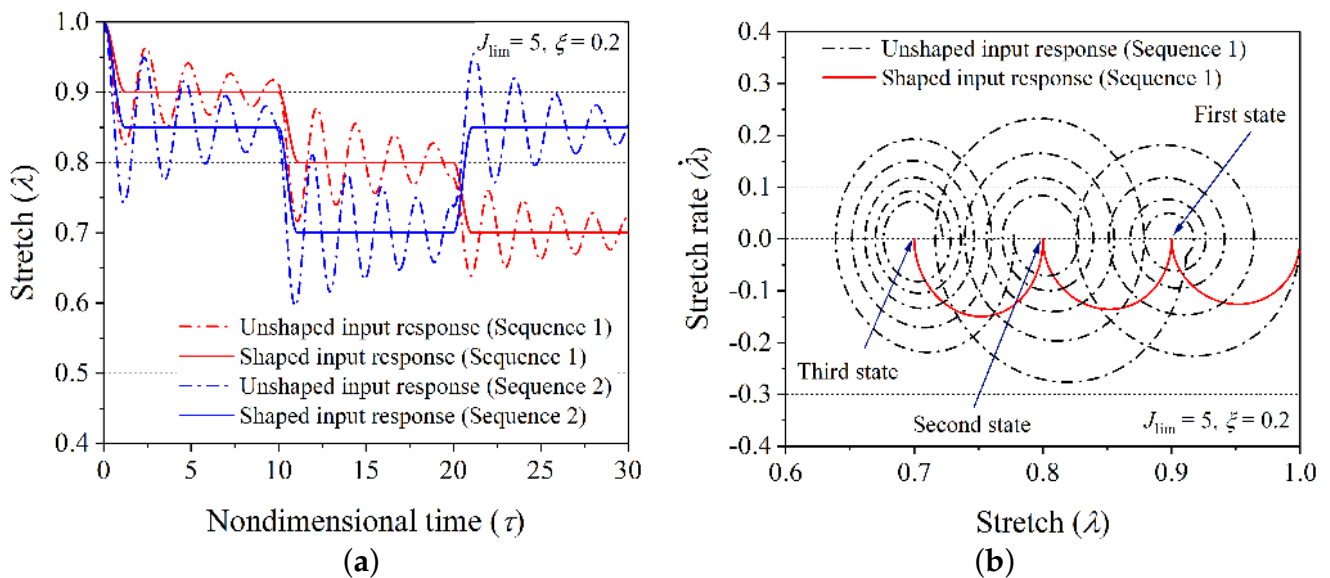 1.0
0.9
0.8
0.7
0.6
0.5
0.4
Stretch (λ)
J_lim = 5, ξ = 0.2
Unshaped input response (Sequence 1)
Shaped input response (Sequence 1)
Unshaped input response (Sequence 2)
Shaped input response (Sequence 2)
0 5 10 15 20 25 30
Nondimensional time (τ)
(a)
0.4
0.3
0.2
0.1
0.0
-0.1
-0.2
-0.3
-0.4
Stretch rate (λ̇)
Unshaped input response (Sequence 1)
Shaped input response (Sequence 1)
First state
Third state
Second state
J_lim = 5, ξ = 0.2
0.6 0.7 0.8 0.9 1.0
Stretch (λ)
(b)